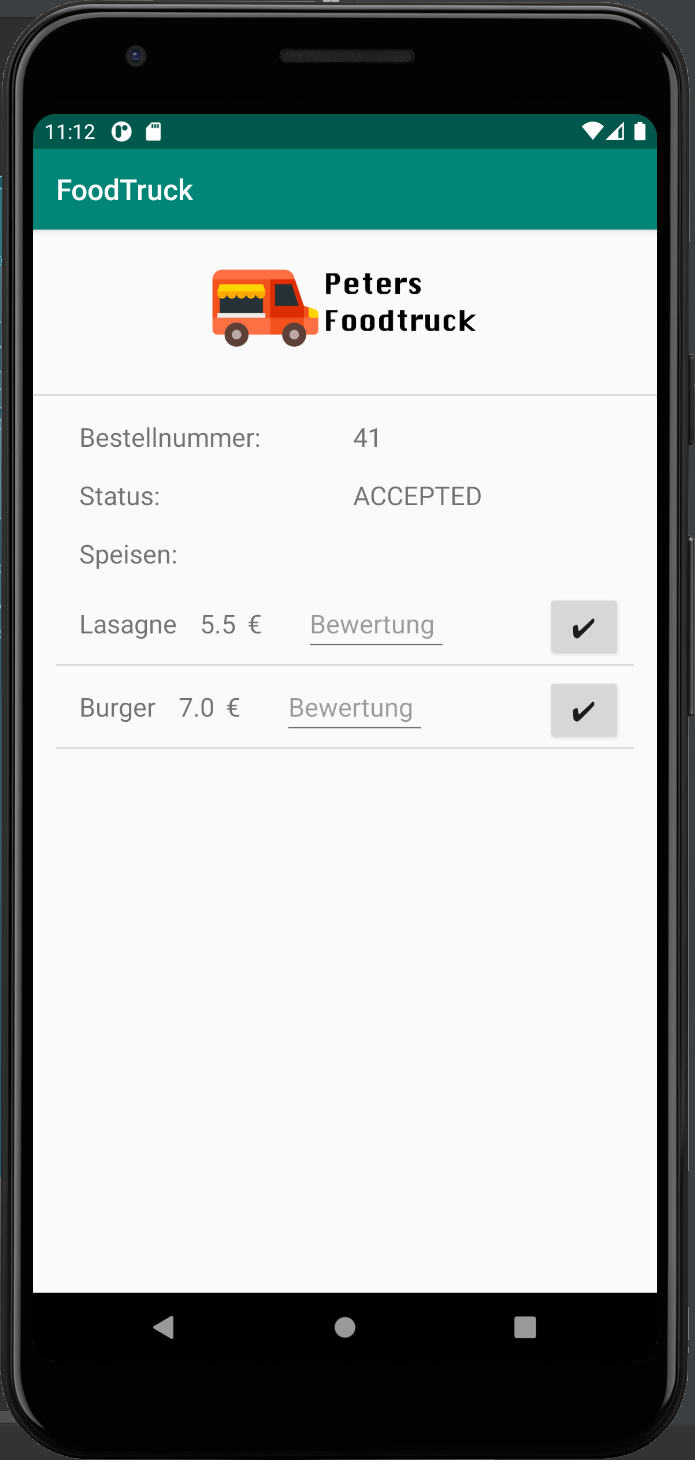 11:12
FoodTruck
Peters
Foodtruck
Bestellnummer: 41
Status: ACCEPTED
Speisen:
Lasagne 5.5 € Bewertung ✔
Burger 7.0 € Bewertung ✔